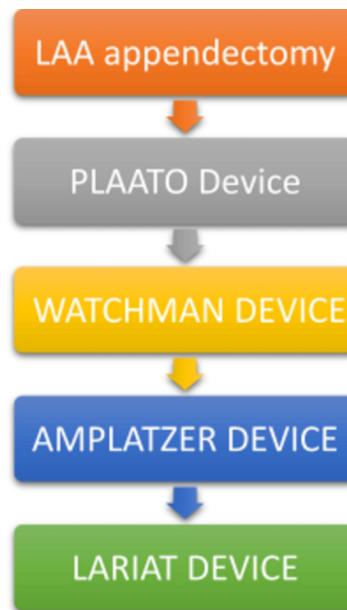 LAA appendectomy
PLAATO Device
WATCHMAN DEVICE
AMPLATZER DEVICE
LARIAT DEVICE